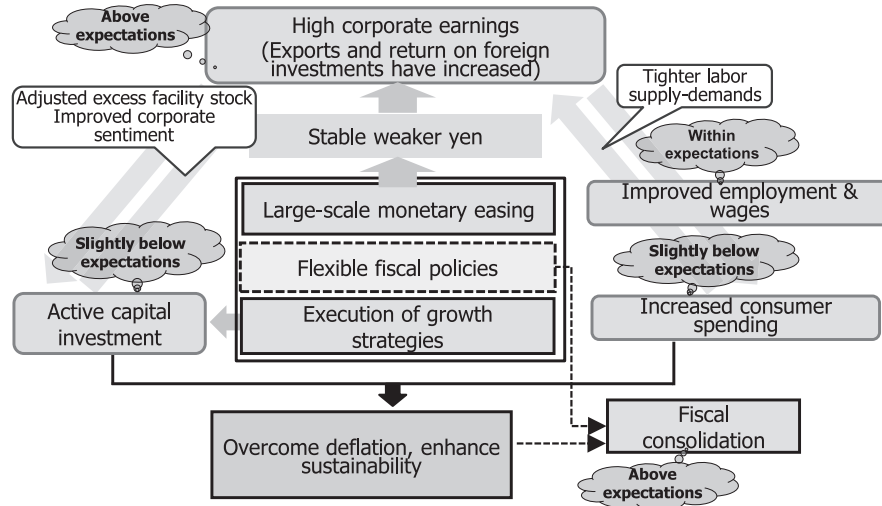 Above
expectations
High corporate earnings
(Exports and return on foreign
investments have increased)
Adjusted excess facility stock
Improved corporate
sentiment
Tighter labor
supply-demands
Stable weaker yen
Within
expectations
Improved employment &
wages
Large-scale monetary easing
Slightly below
expectations
Flexible fiscal policies
Slightly below
expectations
Active capital
investment
Execution of growth
strategies
Increased consumer
spending
Overcome deflation, enhance
sustainability
Fiscal
consolidation
Above
expectations